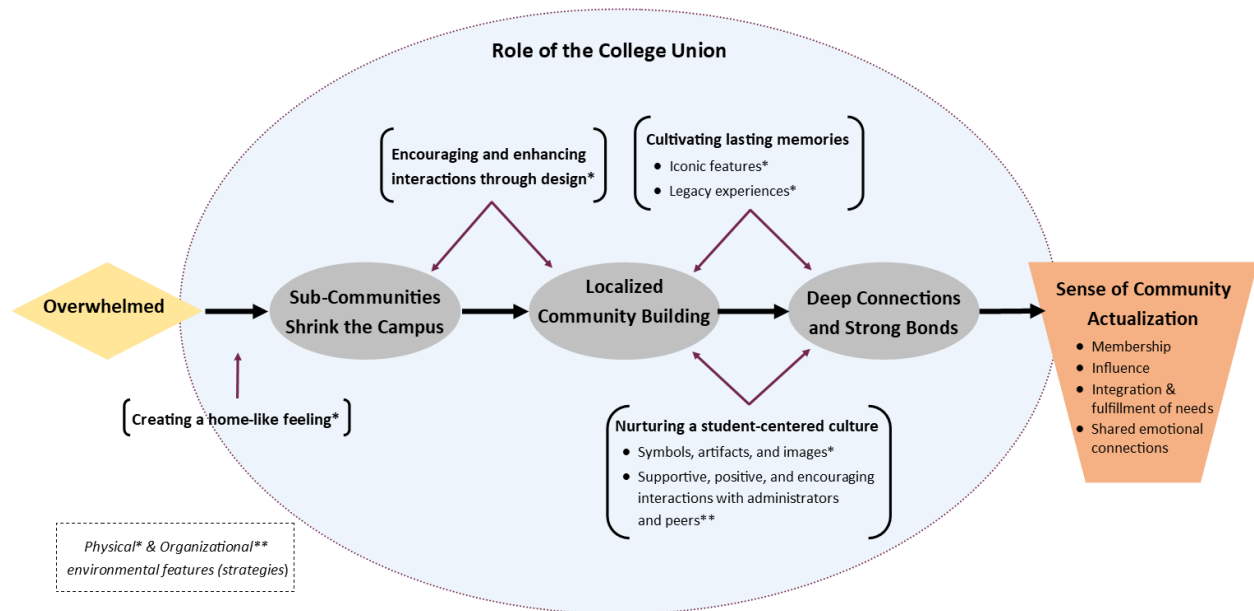 Role of the College Union
Encouraging and enhancing
interactions through design*
Cultivating lasting memories
● Iconic features*
● Legacy experiences*
Overwhelmed
Sub-Communities
Shrink the Campus
Localized
Community Building
Deep Connections
and Strong Bonds
Sense of Community
Actualization
● Membership
● Influence
● Integration &
fulfillment of needs
● Shared emotional
connections
Creating a home-like feeling*
Nurturing a student-centered culture
● Symbols, artifacts, and images*
● Supportive, positive, and encouraging
interactions with administrators
and peers**
Physical* & Organizational**
environmental features (strategies)